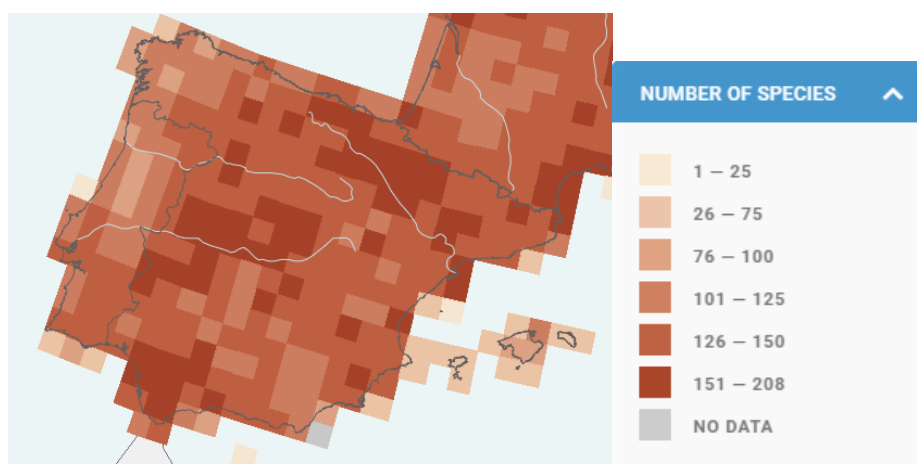 NUMBER OF SPECIES
1 – 25
26 – 75
76 – 100
101 – 125
126 – 150
151 – 208
NO DATA